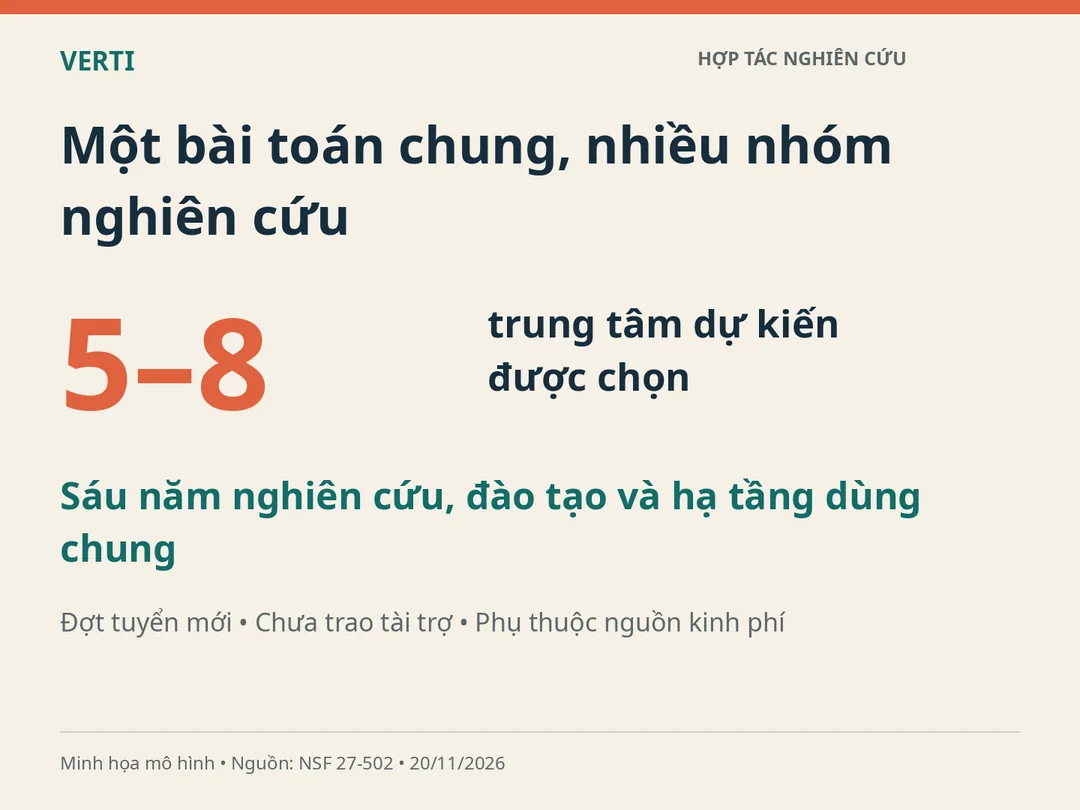 VERTI
HỢP TÁC NGHIÊN CỨU
Một bài toán chung, nhiều nhóm
nghiên cứu
5–8
trung tâm dự kiến
được chọn
Sáu năm nghiên cứu, đào tạo và hạ tầng dùng
chung
Đợt tuyển mới • Chưa trao tài trợ • Phụ thuộc nguồn kinh phí
Minh họa mô hình • Nguồn: NSF 27-502 • 20/11/2026